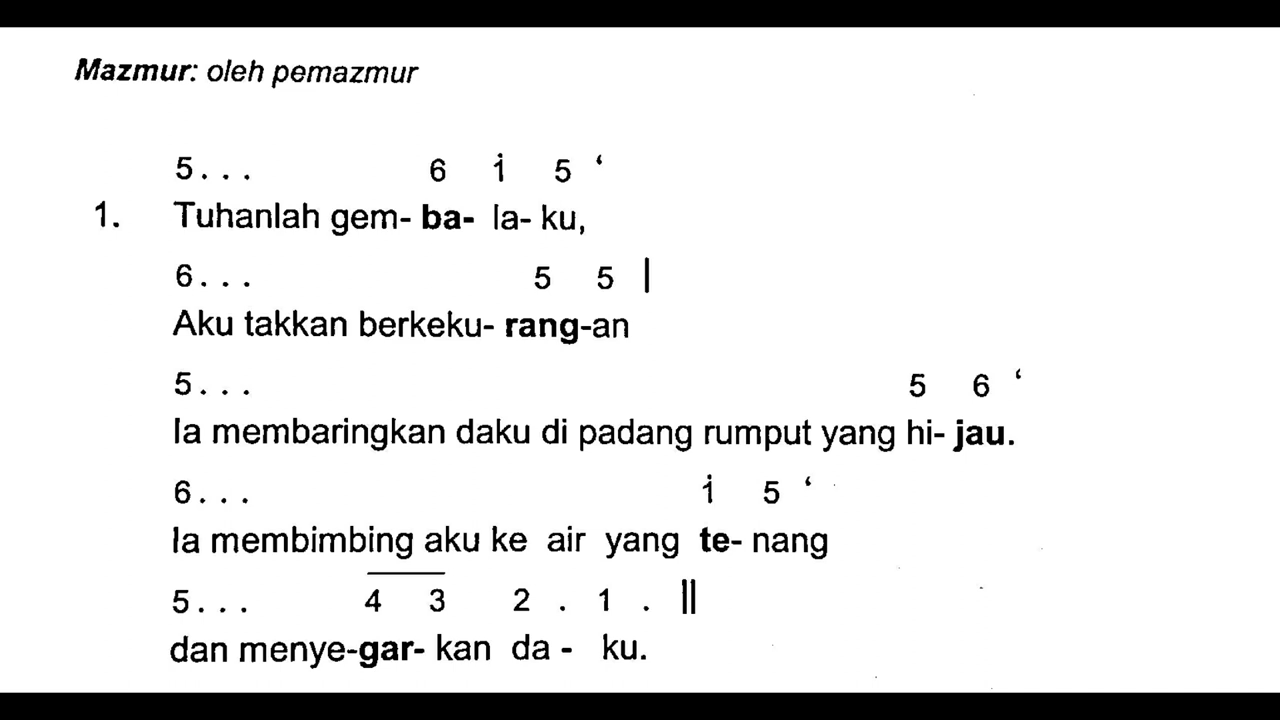 Mazmur: oleh pemazmur
5... 6 i 5 ‘
1. Tuhanlah gem- ba- la- ku,
6... 5 5 |
Aku takkan berkeku- rang-an
5... 5 6 ‘
Ia membaringkan daku di padang rumput yang hi- jau.
6... i 5 ‘
Ia membimbing aku ke air yang te- nang
5... 4 3 2 . 1 . ||
dan menye-gar- kan da - ku.